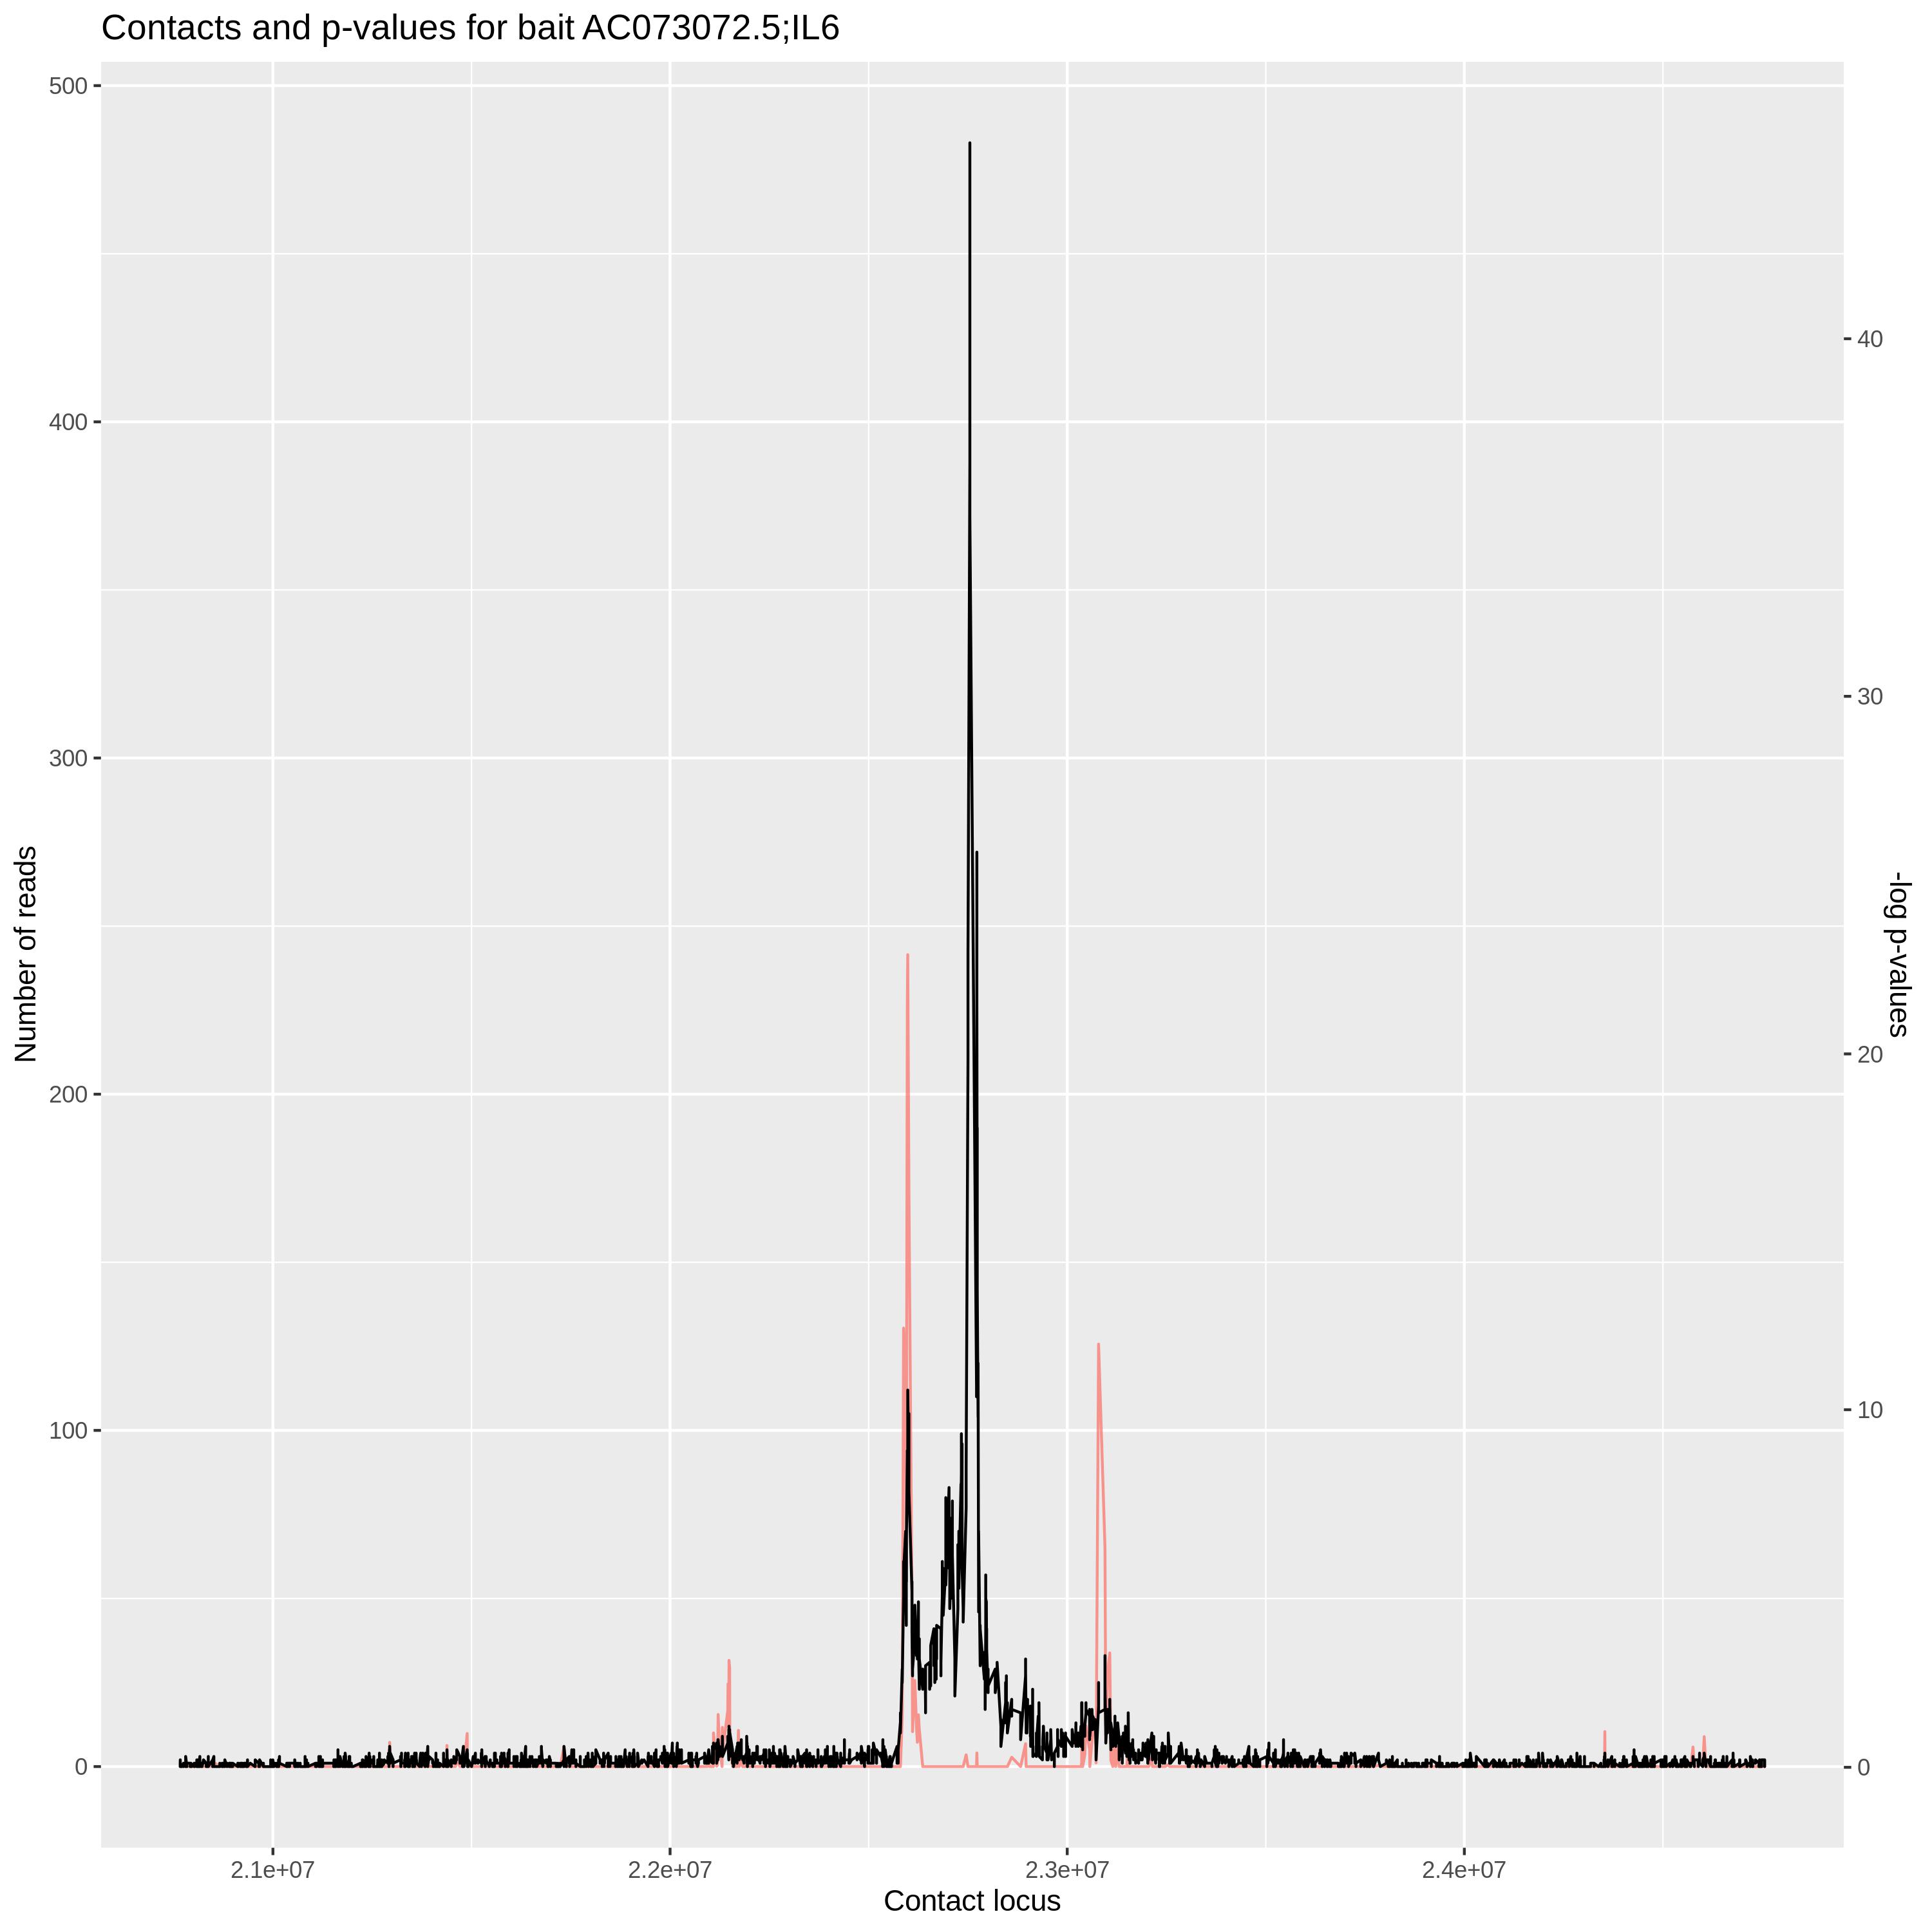 Contacts and p-values for bait AC073072.5;IL6
500
400
300
200
100
0
Number of reads
40
30
20
10
0
-log p-values
2.1e+07
2.2e+07
2.3e+07
2.4e+07
Contact locus